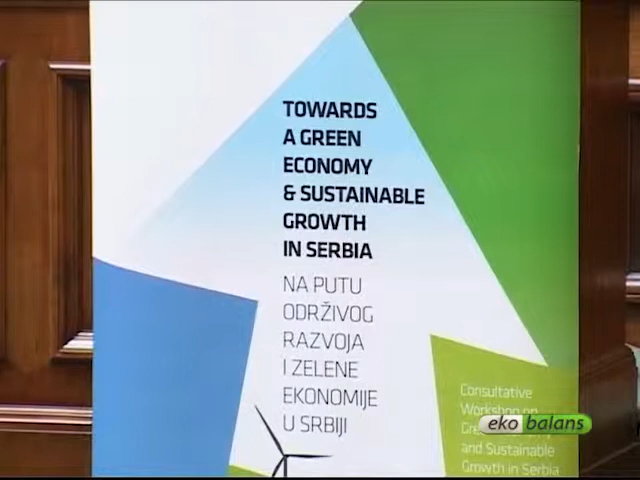 TOWARDS
A GREEN
ECONOMY
& SUSTAINABLE
GROWTH
IN SERBIA
NA PUTU
ODRŽIVOG
RAZVOJA
I ZELENE
EKONOMIJE
U SRBIJI
Consultative
Workshop on
eko balans
and Sustainable
Growth in Serbia